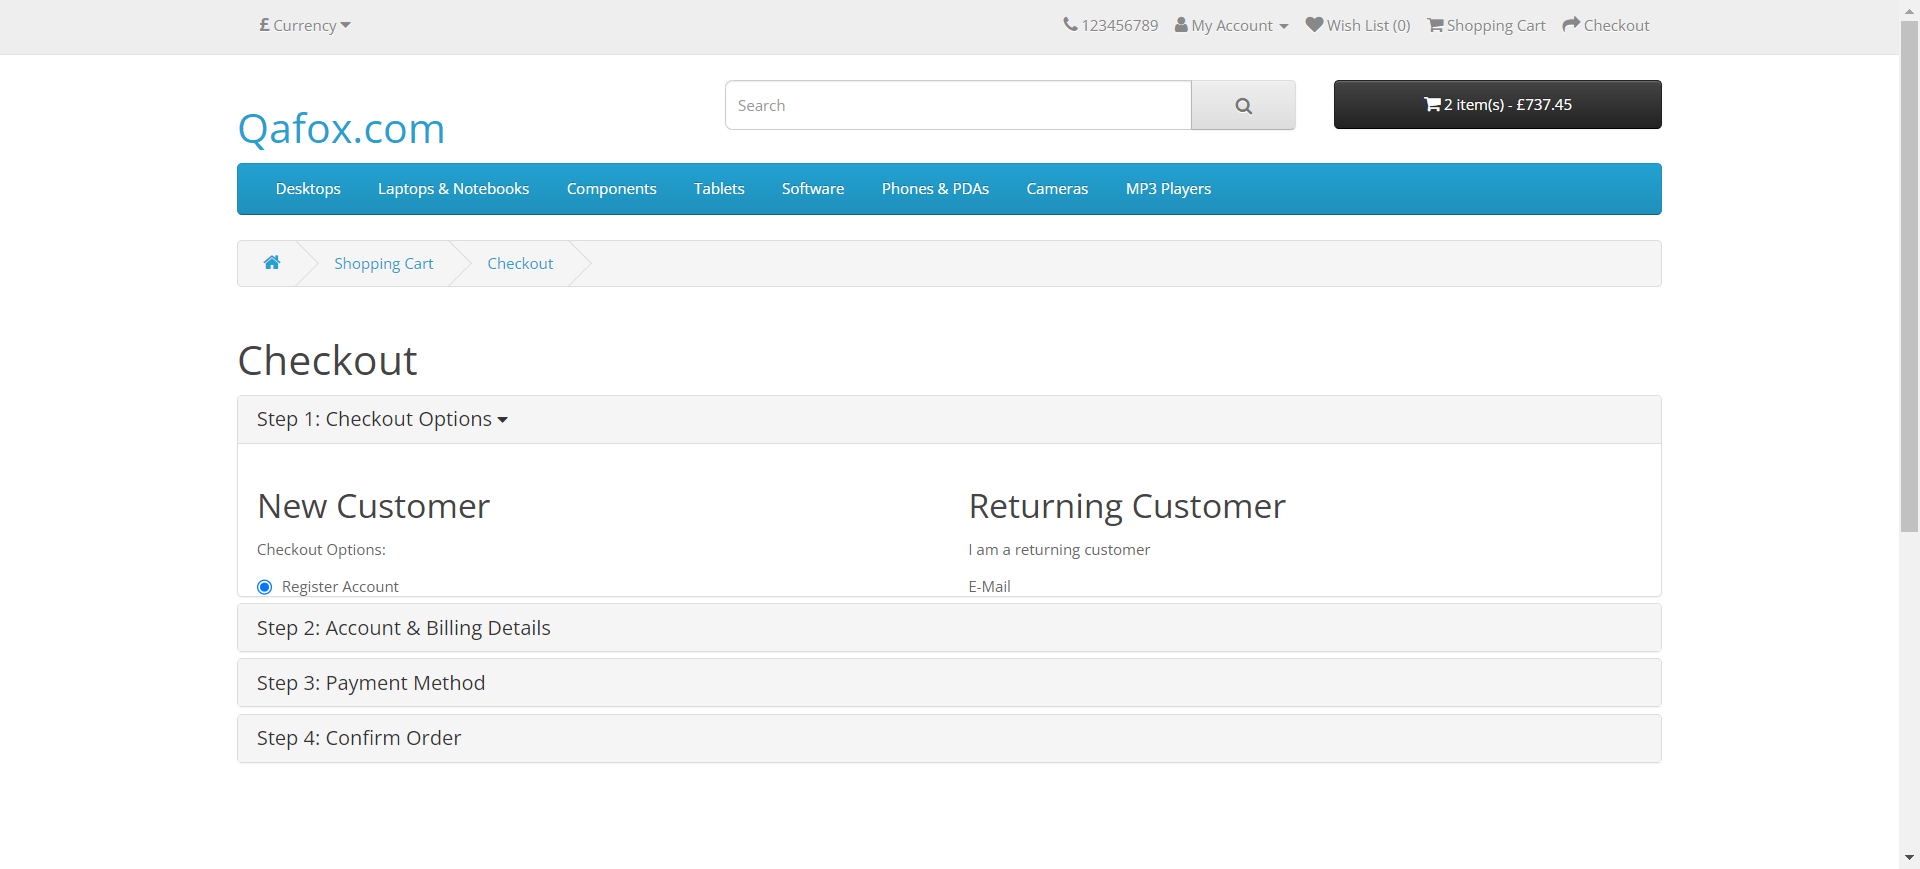 £ Currency
123456789 My Account Wish List (0) Shopping Cart Checkout
Search
2 item(s) - £737.45
Qafox.com
Desktops Laptops & Notebooks Components Tablets Software Phones & PDAs Cameras MP3 Players
Shopping Cart Checkout
Checkout
Step 1: Checkout Options
New Customer
Checkout Options:
Register Account
Returning Customer
I am a returning customer
E-Mail
Step 2: Account & Billing Details
Step 3: Payment Method
Step 4: Confirm Order